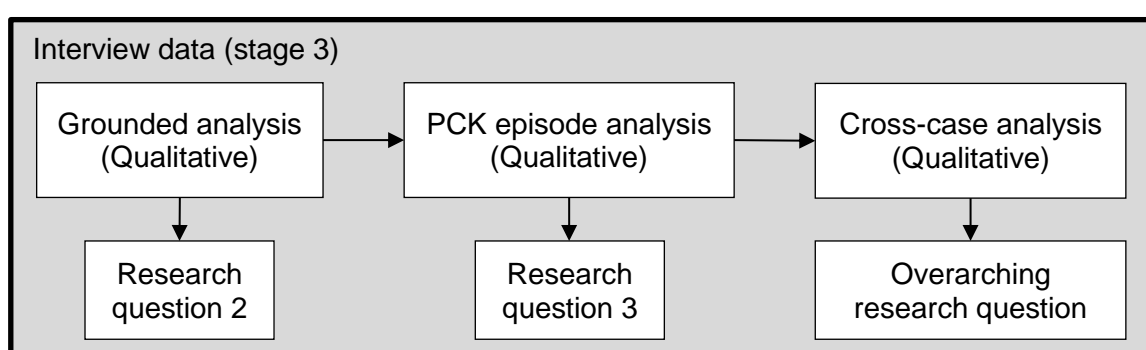 Interview data (stage 3)
Grounded analysis
(Qualitative)
PCK episode analysis
(Qualitative)
Cross-case analysis
(Qualitative)
Research
question 2
Research
question 3
Overarching
research question